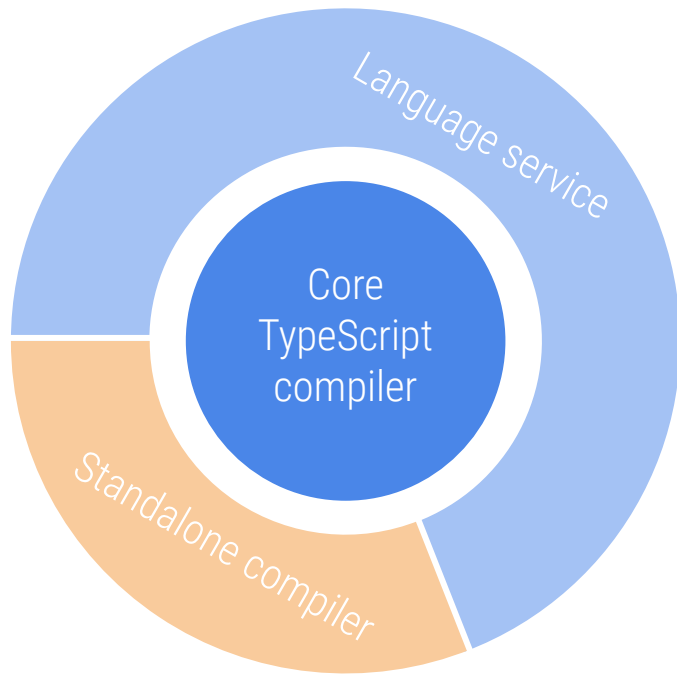 Language service
Core
TypeScript
compiler
Standalone compiler